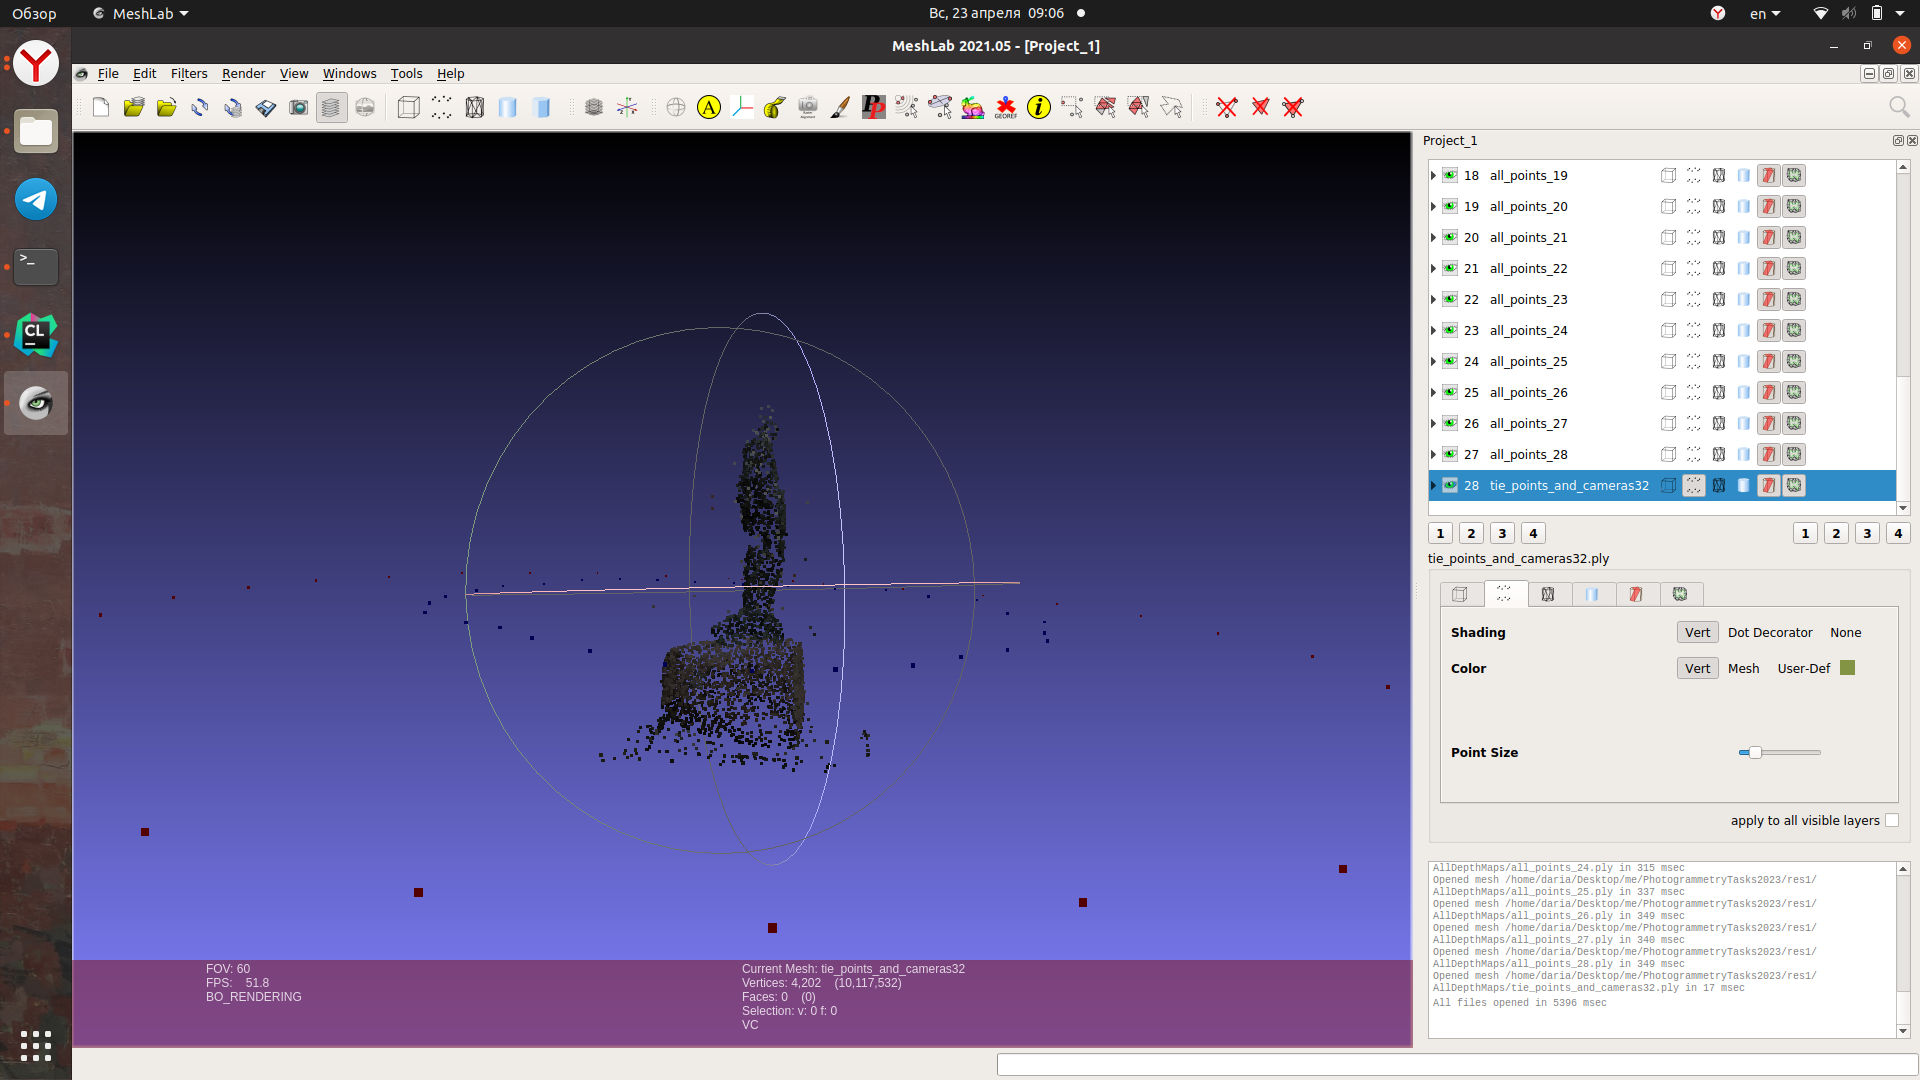 Обзор
MeshLab
Вс, 23 апреля 09:06
en
MeshLab 2021.05 - [Project_1]
File Edit Filters Render View Windows Tools Help
A
PP
GEOREF
i
Y
>_
CL
Project_1
18 all_points_19
19 all_points_20
20 all_points_21
21 all_points_22
22 all_points_23
23 all_points_24
24 all_points_25
25 all_points_26
26 all_points_27
27 all_points_28
28 tie_points_and_cameras32
1 2 3 4 1 2 3 4
tie_points_and_cameras32.ply
Shading Vert Dot Decorator None
Color Vert Mesh User-Def
Point Size
apply to all visible layers
AllDepthMaps/all_points_24.ply in 315 msec
Opened mesh /home/daria/Desktop/me/PhotogrammetryTasks2023/res1/
AllDepthMaps/all_points_25.ply in 337 msec
Opened mesh /home/daria/Desktop/me/PhotogrammetryTasks2023/res1/
AllDepthMaps/all_points_26.ply in 349 msec
Opened mesh /home/daria/Desktop/me/PhotogrammetryTasks2023/res1/
AllDepthMaps/all_points_27.ply in 340 msec
Opened mesh /home/daria/Desktop/me/PhotogrammetryTasks2023/res1/
AllDepthMaps/all_points_28.ply in 349 msec
Opened mesh /home/daria/Desktop/me/PhotogrammetryTasks2023/res1/
AllDepthMaps/tie_points_and_cameras32.ply in 17 msec
All files opened in 5396 msec
FOV: 60
FPS: 51.8
BO_RENDERING
Current Mesh: tie_points_and_cameras32
Vertices: 4,202 (10,117,532)
Faces: 0 (0)
Selection: v: 0 f: 0
VC